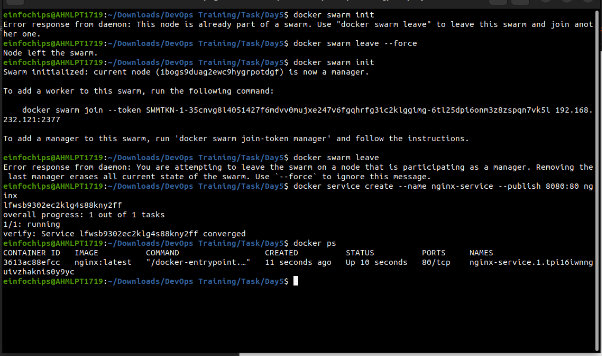 einfochips@AHMLPT1719:~/Downloads/DevOps Training/Task/Day5$ docker swarm init
Error response from daemon: This node is already part of a swarm. Use "docker swarm leave" to leave this swarm and join anot
her one.
einfochips@AHMLPT1719:~/Downloads/DevOps Training/Task/Day5$ docker swarm leave --force
Node left the swarm.
einfochips@AHMLPT1719:~/Downloads/DevOps Training/Task/Day5$ docker swarm init
Swarm initialized: current node (ibogs9duag2ewc9hygrpotdgf) is now a manager.
To add a worker to this swarm, run the following command:
docker swarm join --token 192.168.
232.121:2377
To add a manager to this swarm, run 'docker swarm join-token manager' and follow the instructions.
einfochips@AHMLPT1719:~/Downloads/DevOps Training/Task/Day5$ docker swarm leave
Error response from daemon: You are attempting to leave the swarm on a node that is participating as a manager. Removing the
last manager erases all current state of the swarm. Use `--force` to ignore this message.
einfochips@AHMLPT1719:~/Downloads/DevOps Training/Task/Day5$ docker service create --name nginx-service --publish 8080:80 ng
inx
lfwsb9302ec2klg4s88kny2ff
overall progress: 1 out of 1 tasks
1/1: running
verify: Service lfwsb9302ec2klg4s88kny2ff converged
einfochips@AHMLPT1719:~/Downloads/DevOps Training/Task/Day5$ docker ps
CONTAINER ID IMAGE COMMAND CREATED STATUS PORTS NAMES
3613ac88efcc nginx:latest "/docker-entrypoint.…" 11 seconds ago Up 10 seconds 80/tcp nginx-service.1.tpi16iwnng
uivzhaknis0y9yc
einfochips@AHMLPT1719:~/Downloads/DevOps Training/Task/Day5$